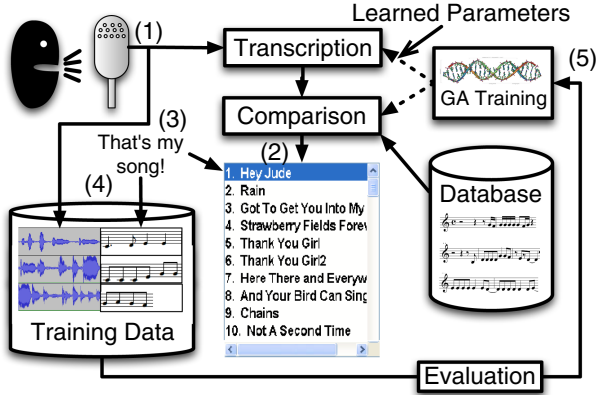 Learned Parameters
(1)
Transcription
(5)
GA Training
Comparison
(3)
That's my
song!
(2)
(4)
1. Hey Jude
2. Rain
3. Got To Get You Into My
4. Strawberry Fields Forev
5. Thank You Girl
6. Thank You Girl2
7. Here There and Everyw
8. And Your Bird Can Sing
9. Chains
10. Not A Second Time
Database
Training Data
Evaluation